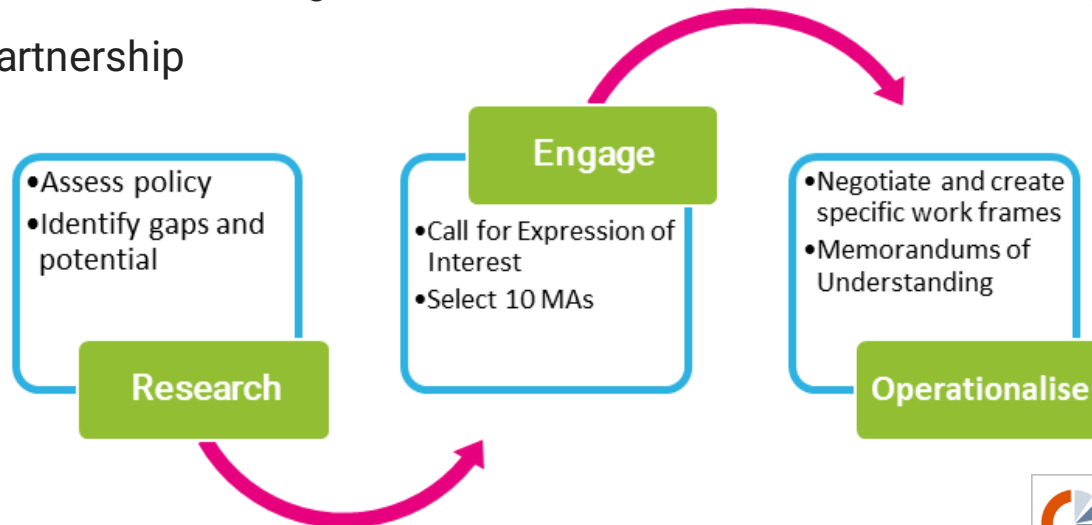 artnership
•Assess policy
•Identify gaps and
potential
Research
Engage
•Call for Expression of
Interest
•Select 10 MAs
•Negotiate and create
specific work frames
•Memorandums of
Understanding
Operationalise